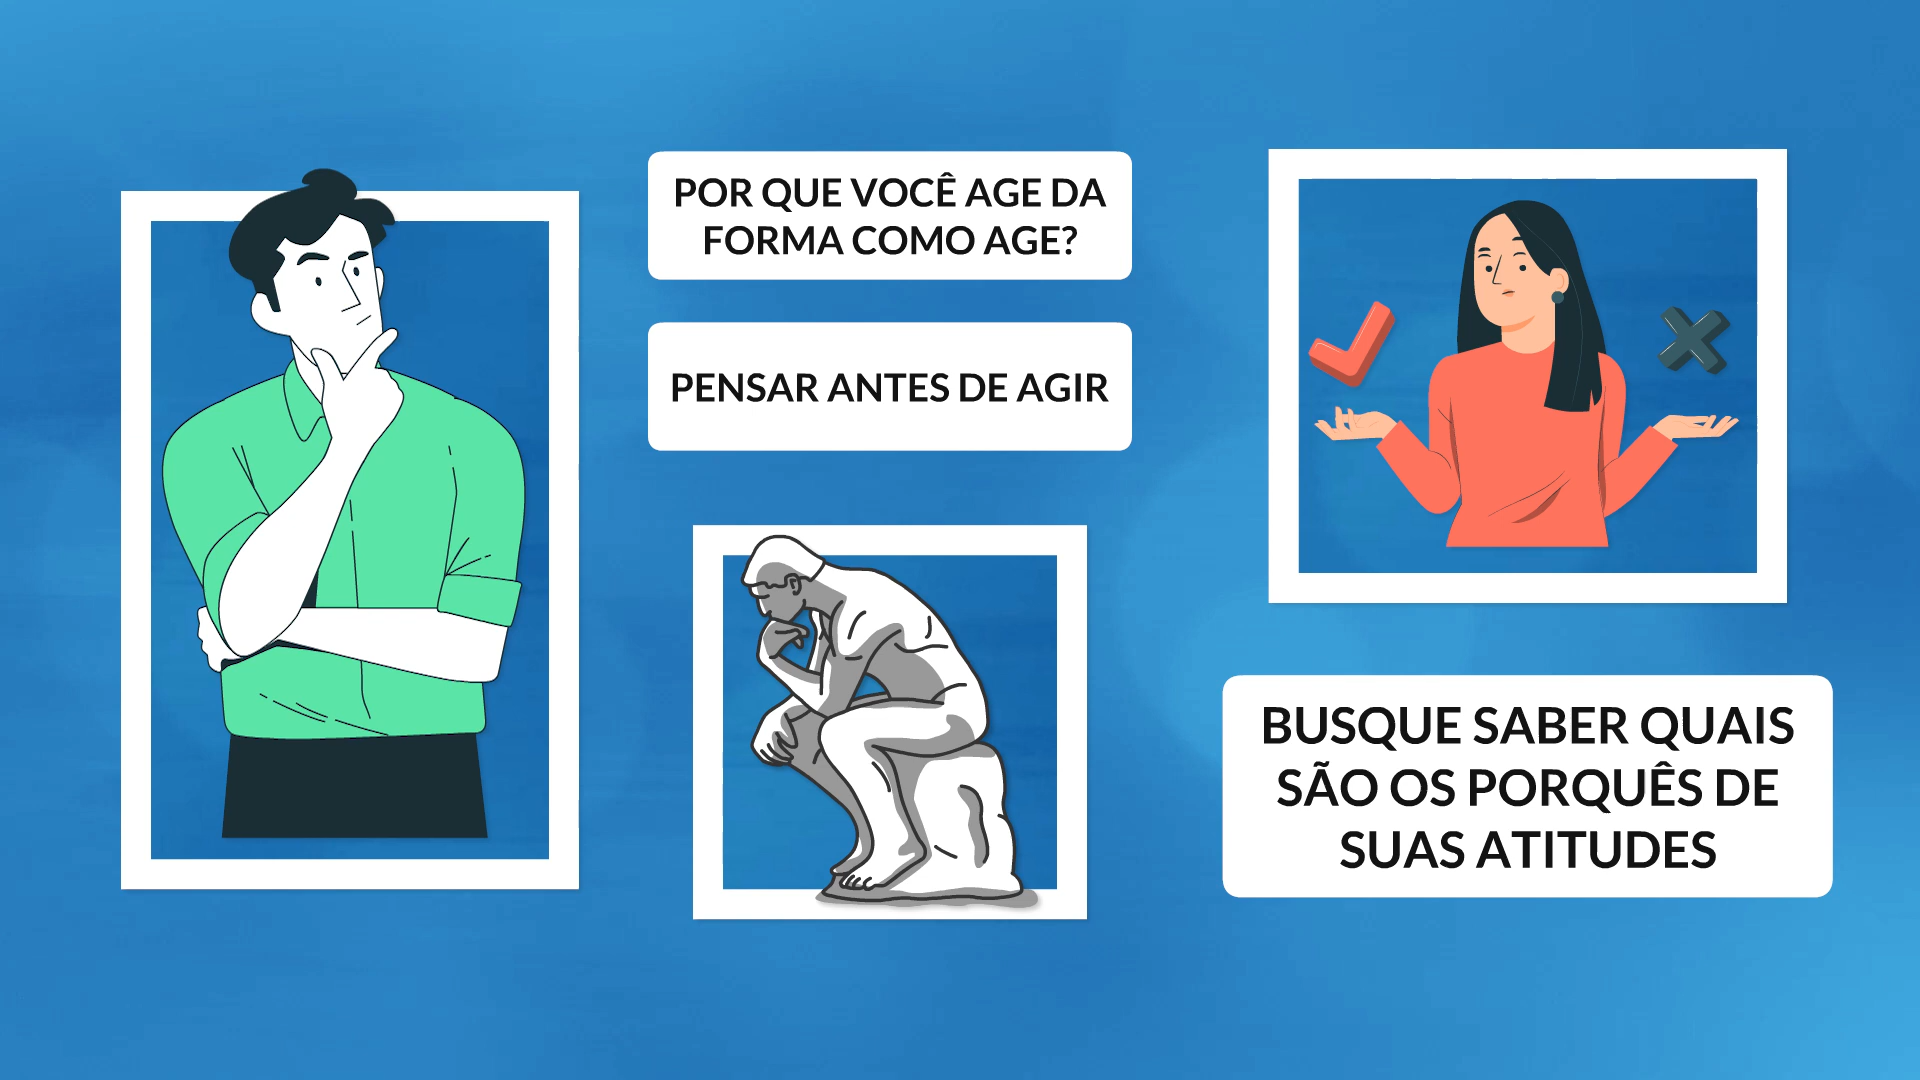 POR QUE VOCÊ AGE DA
FORMA COMO AGE?
PENSAR ANTES DE AGIR
BUSQUE SABER QUAIS
SÃO OS PORQUÊS DE
SUAS ATITUDES